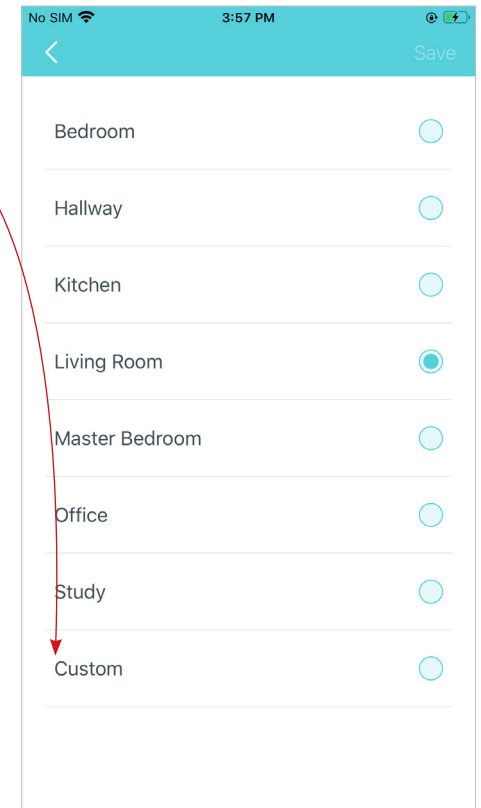 No SIM 3:57 PM
Save
Bedroom
Hallway
Kitchen
Living Room
Master Bedroom
Office
Study
Custom